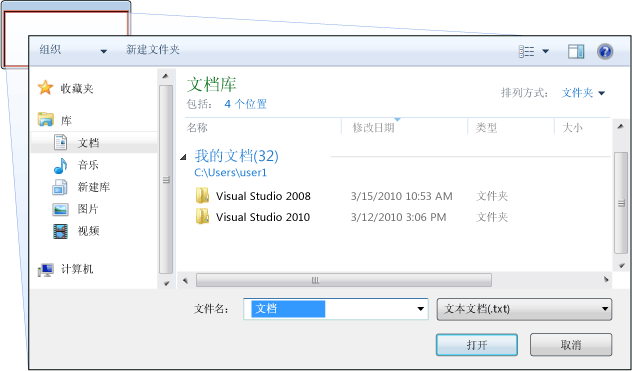 组织 新建文件夹
收藏夹
库
文档
音乐
新建库
图片
视频
计算机
文档库
包括: 4 个位置
排列方式: 文件夹
名称 修改日期 类型 大小
我的文档(32)
C:\Users\user1
Visual Studio 2008 3/15/2010 10:53 AM 文件夹
Visual Studio 2010 3/12/2010 3:06 PM 文件夹
文件名: 文档 文本文档(.txt)
打开 取消